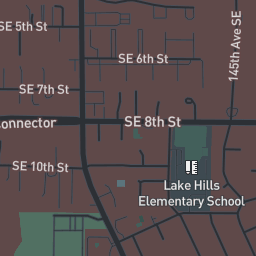 SE 5th St
SE 6th St
145th Ave SE
SE 7th St
onnector
SE 8th St
SE 10th St
Lake Hills
Elementary School